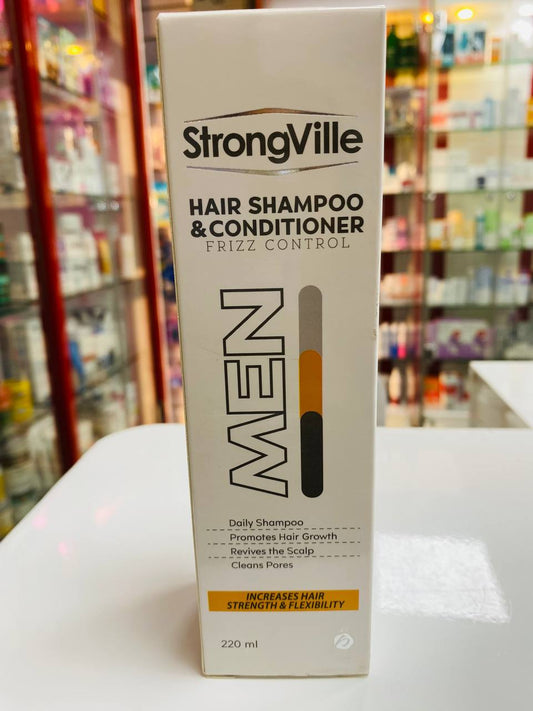 StrongVille
HAIR SHAMPOO
&CONDITIONER
FRIZZ CONTROL
MEN
Daily Shampoo
Promotes Hair Growth
Revives the Scalp
Cleans Pores
INCREASES HAIR
STRENGTH & FLEXIBILITY
220 ml